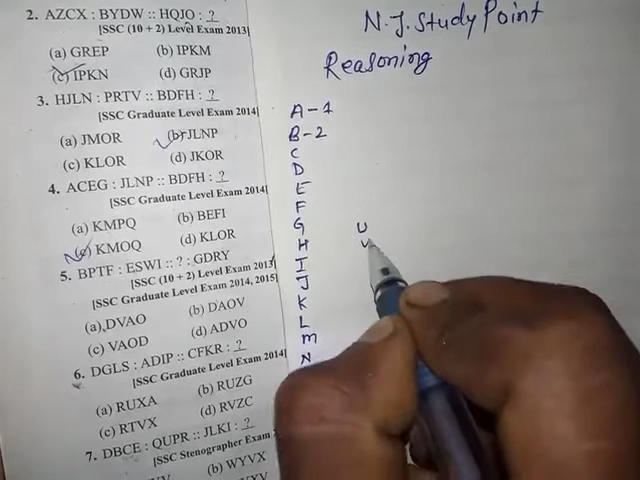 2. AZCX : BYDW :: HQJO : ?
[SSC (10 + 2) Level Exam 2013]
(a) GREP (b) IPKM
(c) IPKN (d) GRJP
3. HJLN : PRTV :: BDFH : ?
[SSC Graduate Level Exam 2014]
(a) JMOR (b) JLNP
(c) KLOR (d) JKOR
4. ACEG : JLNP :: BDFH : ?
[SSC Graduate Level Exam 2014]
(a) KMPQ (b) BEFI
(c) KMOQ (d) KLOR
5. BPTF : ESWI :: ? : GDRY
[SSC (10 + 2) Level Exam 2013
[SSC Graduate Level Exam 2014, 2015]
(a) DVAO (b) DAOV
(c) VAOD (d) ADVO
6. DGLS : ADIP :: CFKR : ?
[SSC Graduate Level Exam 2014]
(a) RUXA (b) RUZG
(c) RTVX (d) RVZC
7. DBCE : QUPR :: JLKI : ?
[SSC Stenographer Exam
(b) WYVX
N.J. Study Point
Reasoning
A - 1
B - 2
C
D
E
F
G
H
I
J
K
L
M
N
U
V